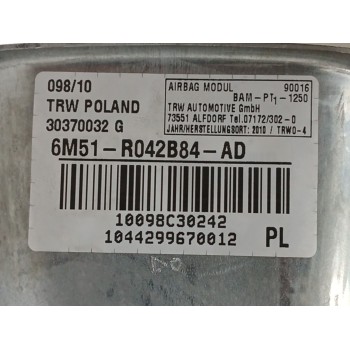 098/10
TRW POLAND
30370032 G
AIRBAG MODUL 90016
BAM-PT1-1250
TRW AUTOMOTIVE GmbH
73551 ALFDORF Tel.07172/302-0
JAHR/HERSTELLUNGSORT: 2010 / TRWO-4
6M51-R042B84-AD
10098C30242
1044299670012
PL